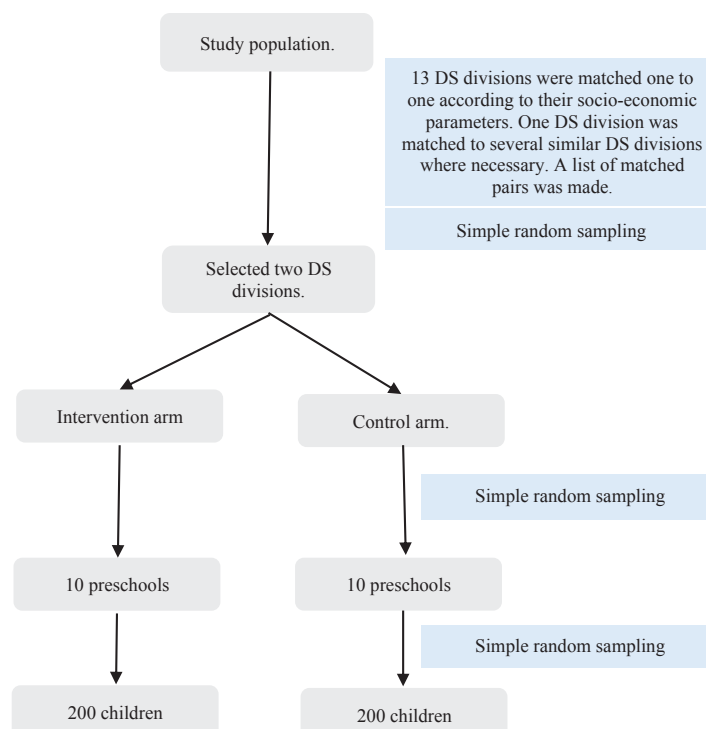 Study population.
13 DS divisions were matched one to
one according to their socio-economic
parameters. One DS division was
matched to several similar DS divisions
where necessary. A list of matched
pairs was made.
Simple random sampling
Selected two DS
divisions.
Intervention arm
Control arm.
Simple random sampling
10 preschools
10 preschools
Simple random sampling
200 children
200 children